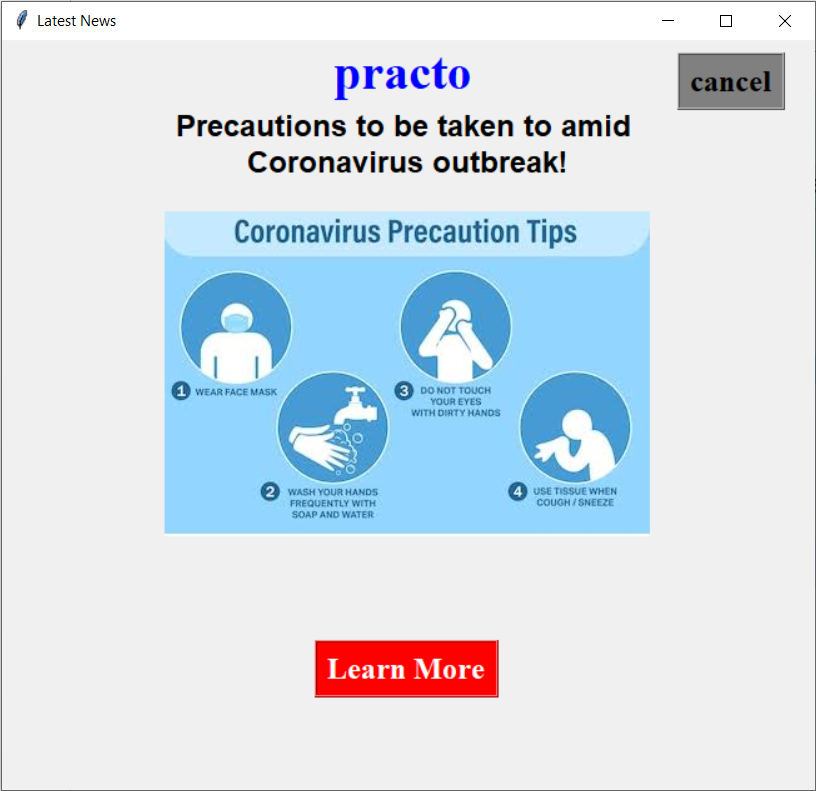 Latest News
practo
cancel
Precautions to be taken to amid
Coronavirus outbreak!
Coronavirus Precaution Tips
1 WEAR FACE MASK
2 WASH YOUR HANDS
FREQUENTLY WITH
SOAP AND WATER
3 DO NOT TOUCH
YOUR EYES
WITH DIRTY HANDS
4 USE TISSUE WHEN
COUGH / SNEEZE
Learn More